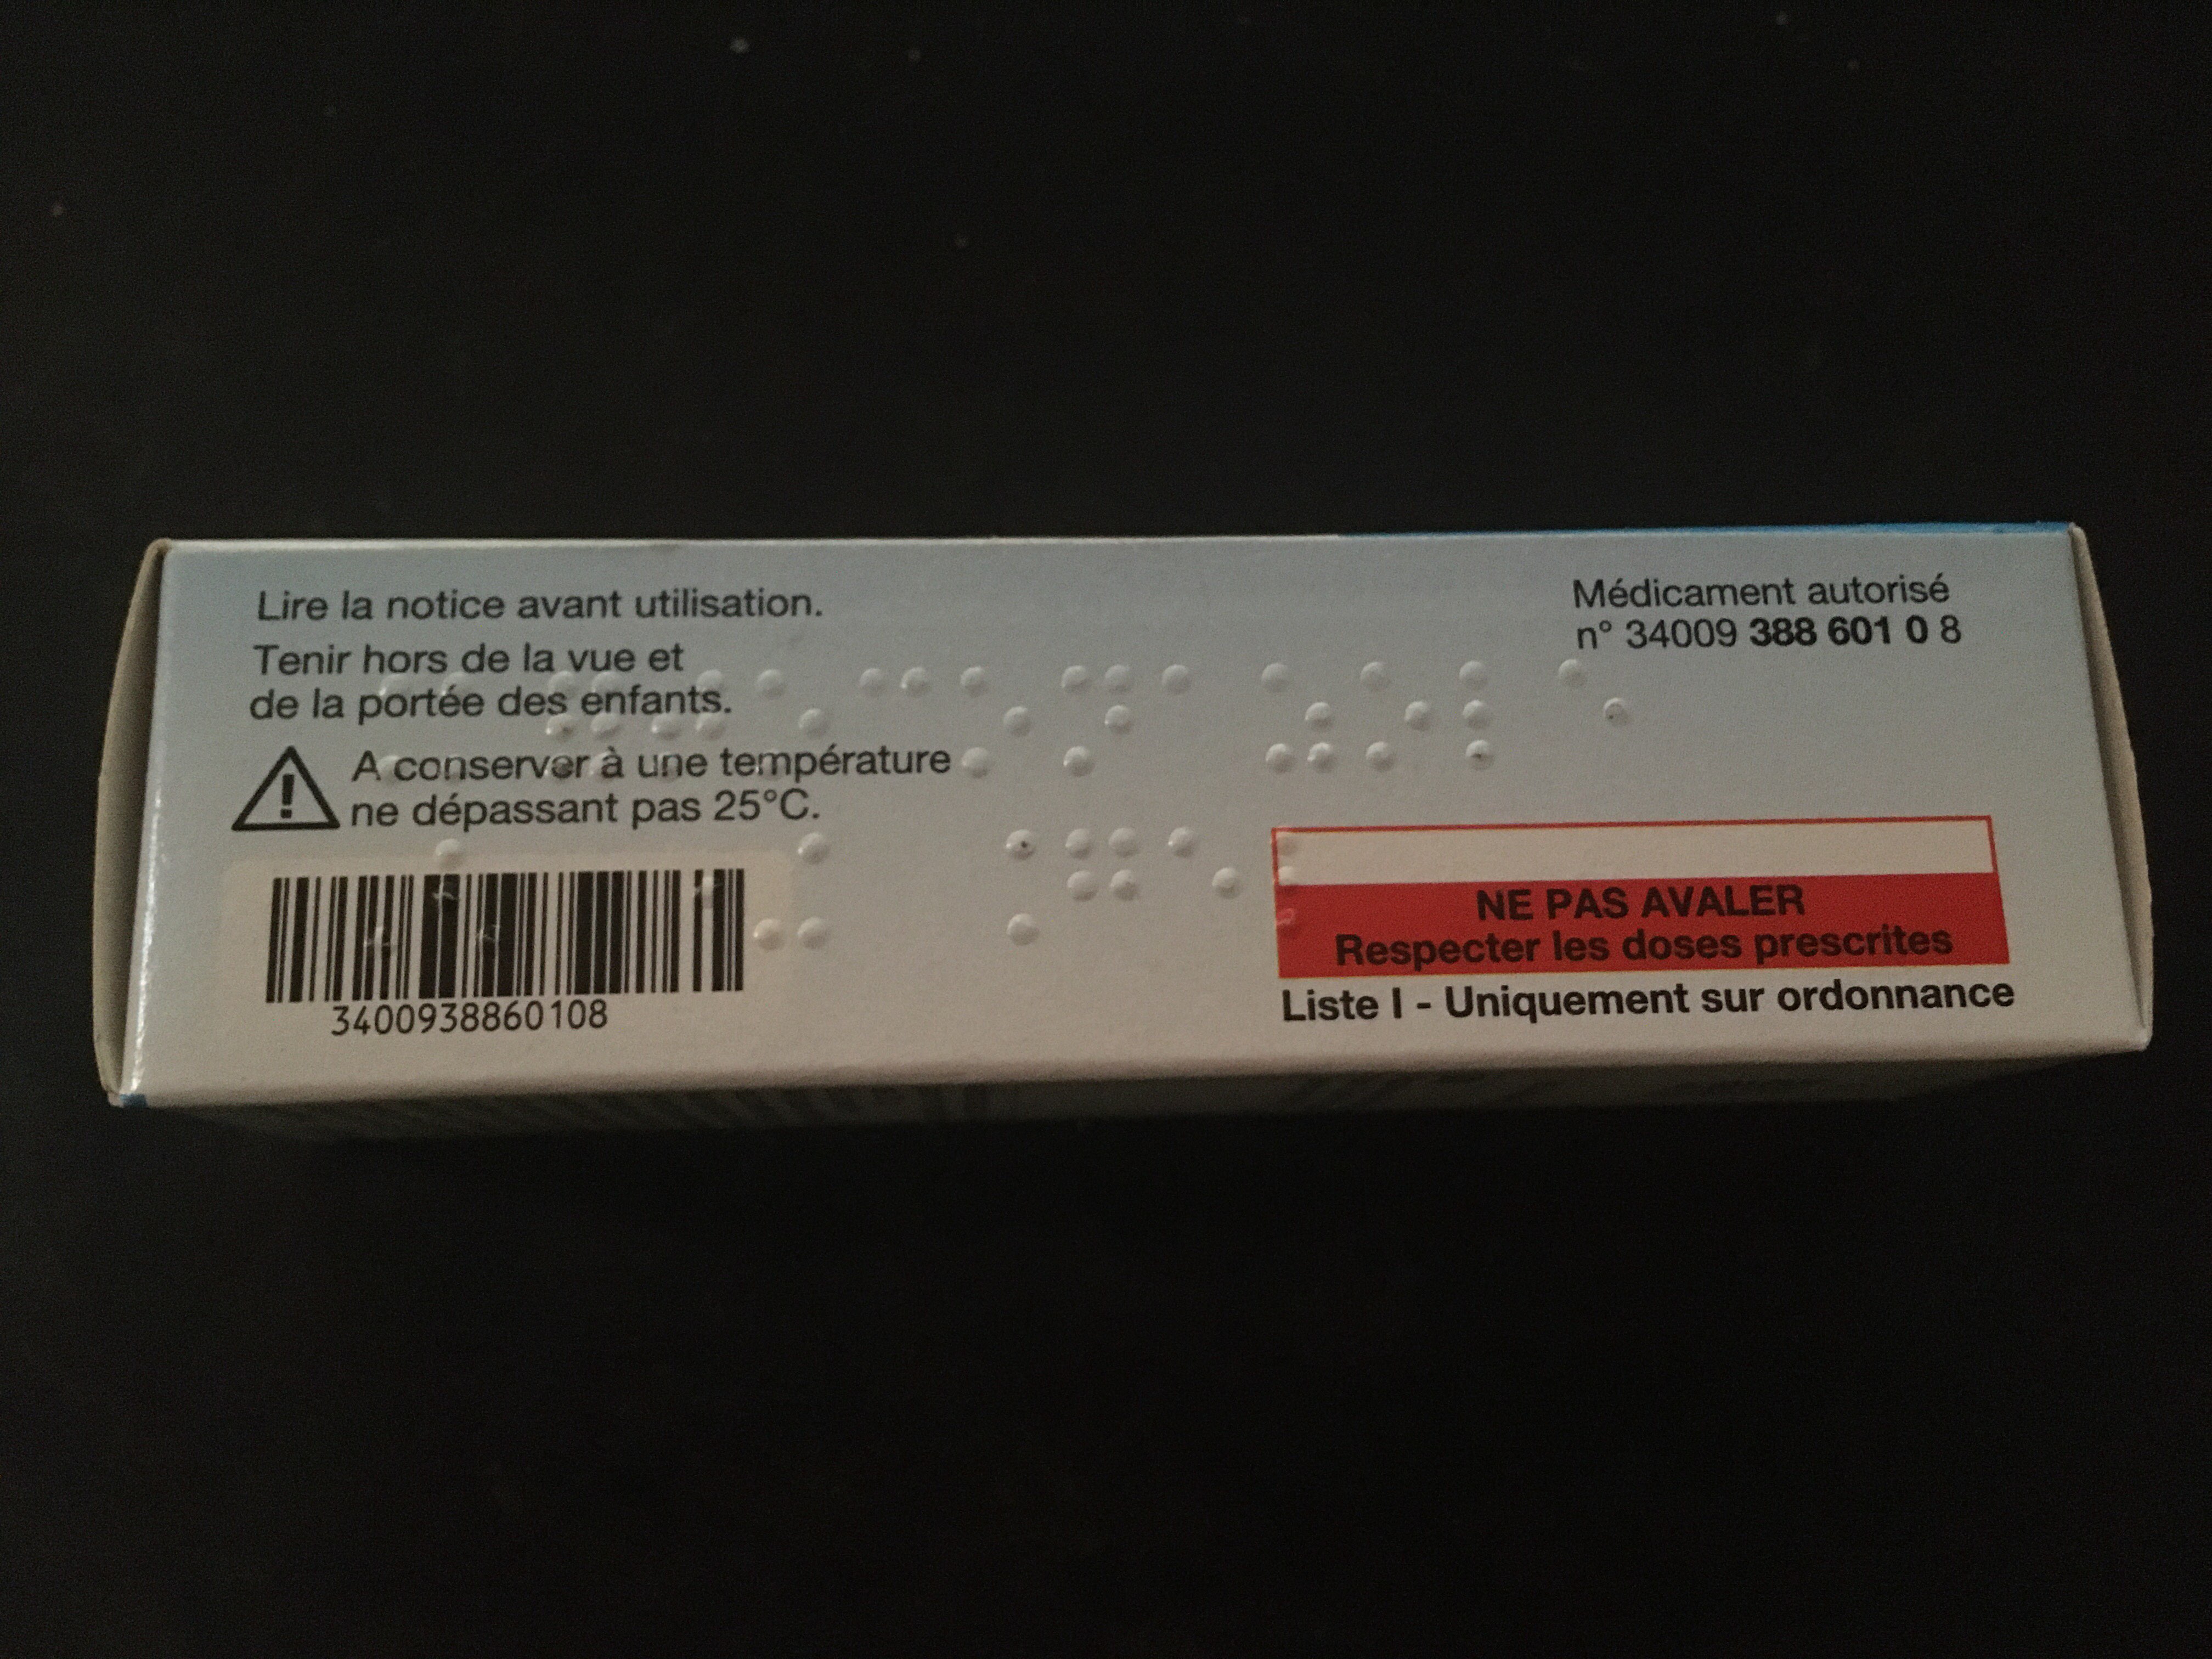 Lire la notice avant utilisation.
Tenir hors de la vue et
de la portée des enfants.
A conserver à une température
ne dépassant pas 25°C.
3400938860108
Médicament autorisé
n° 34009 388 601 0 8
NE PAS AVALER
Respecter les doses prescrites
Liste I - Uniquement sur ordonnance